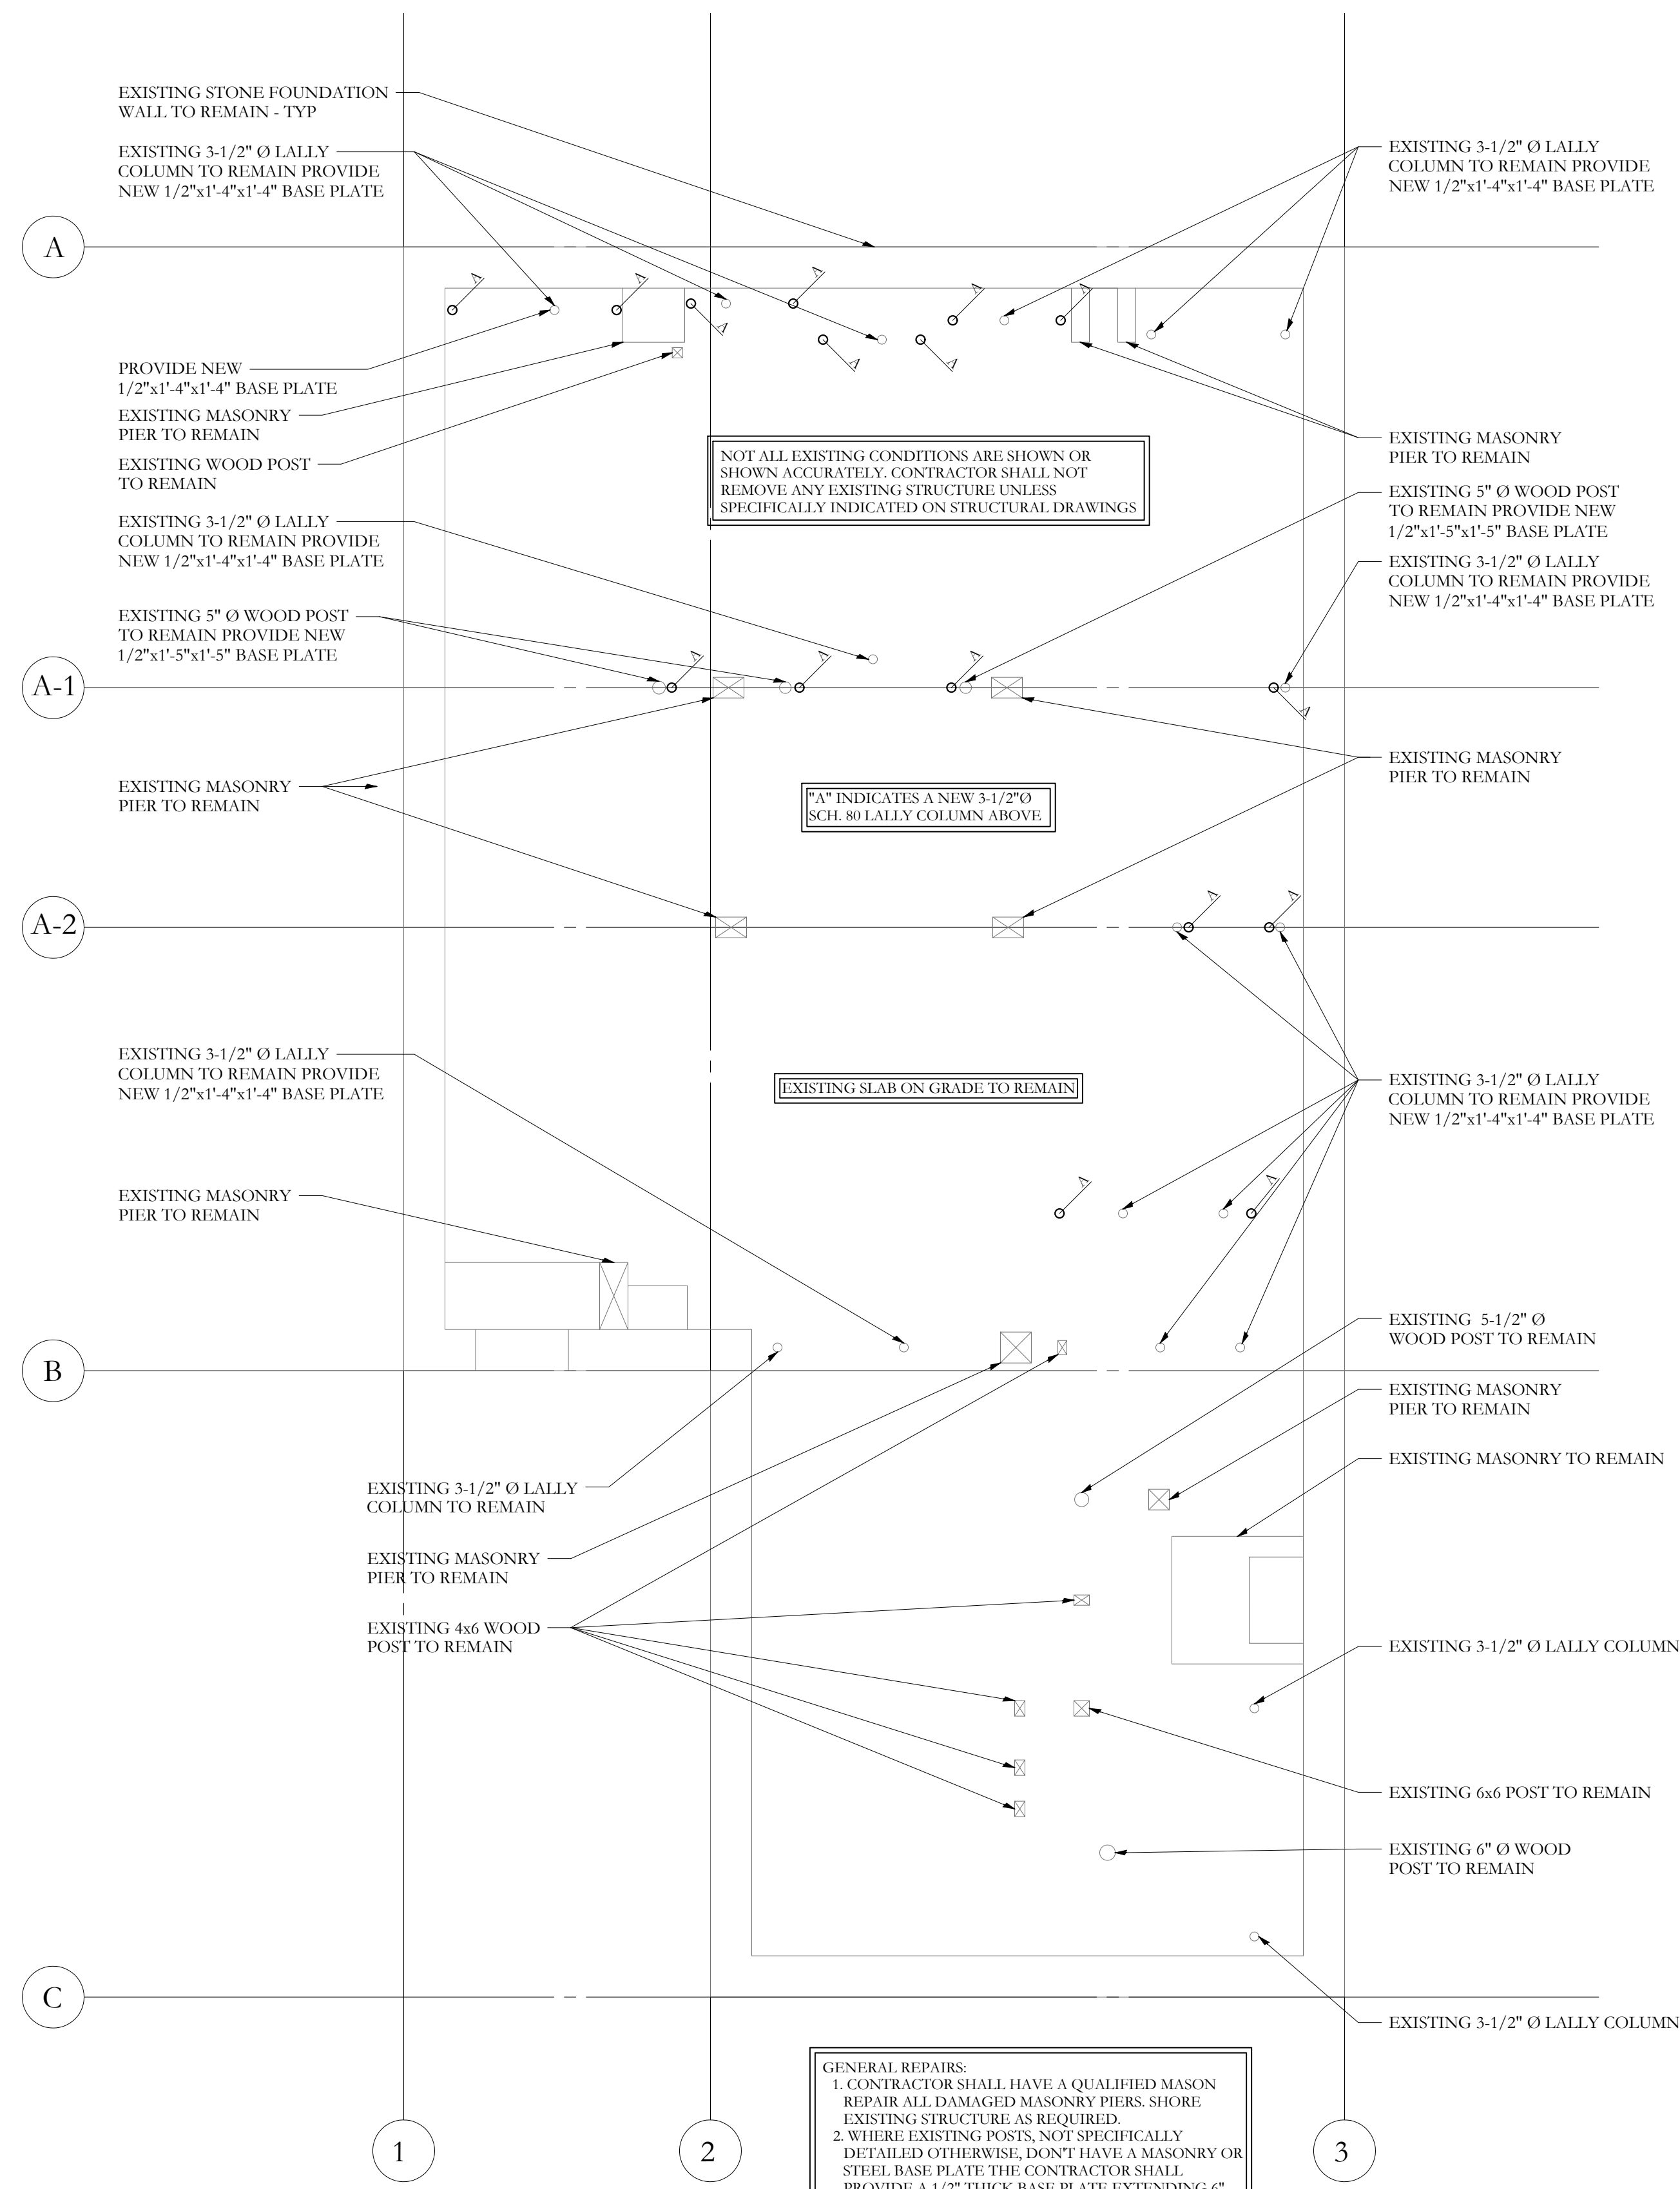 EXISTING STONE FOUNDATION
WALL TO REMAIN - TYP
EXISTING 3-1/2" Ø LALLY
COLUMN TO REMAIN PROVIDE
NEW 1/2"x1'-4"x1'-4" BASE PLATE
EXISTING 3-1/2" Ø LALLY
COLUMN TO REMAIN PROVIDE
NEW 1/2"x1'-4"x1'-4" BASE PLATE
A
A
A
A
A
A
A
A
A
PROVIDE NEW
1/2"x1'-4"x1'-4" BASE PLATE
EXISTING MASONRY
PIER TO REMAIN
EXISTING WOOD POST
TO REMAIN
NOT ALL EXISTING CONDITIONS ARE SHOWN OR
SHOWN ACCURATELY. CONTRACTOR SHALL NOT
REMOVE ANY EXISTING STRUCTURE UNLESS
SPECIFICALLY INDICATED ON STRUCTURAL DRAWINGS
EXISTING MASONRY
PIER TO REMAIN
EXISTING 5" Ø WOOD POST
TO REMAIN PROVIDE NEW
1/2"x1'-5"x1'-5" BASE PLATE
EXISTING 3-1/2" Ø LALLY
COLUMN TO REMAIN PROVIDE
NEW 1/2"x1'-4"x1'-4" BASE PLATE
EXISTING 3-1/2" Ø LALLY
COLUMN TO REMAIN PROVIDE
NEW 1/2"x1'-4"x1'-4" BASE PLATE
EXISTING 5" Ø WOOD POST
TO REMAIN PROVIDE NEW
1/2"x1'-5"x1'-5" BASE PLATE
A
A
A
A-1
A
EXISTING MASONRY
PIER TO REMAIN
EXISTING MASONRY
PIER TO REMAIN
"A" INDICATES A NEW 3-1/2"Ø
SCH. 80 LALLY COLUMN ABOVE
A
A
A-2
EXISTING 3-1/2" Ø LALLY
COLUMN TO REMAIN PROVIDE
NEW 1/2"x1'-4"x1'-4" BASE PLATE
EXISTING SLAB ON GRADE TO REMAIN
EXISTING 3-1/2" Ø LALLY
COLUMN TO REMAIN PROVIDE
NEW 1/2"x1'-4"x1'-4" BASE PLATE
A
A
EXISTING MASONRY
PIER TO REMAIN
EXISTING 5-1/2" Ø
WOOD POST TO REMAIN
B
EXISTING MASONRY
PIER TO REMAIN
EXISTING MASONRY TO REMAIN
EXISTING 3-1/2" Ø LALLY
COLUMN TO REMAIN
EXISTING MASONRY
PIER TO REMAIN
EXISTING 4x6 WOOD
POST TO REMAIN
EXISTING 3-1/2" Ø LALLY COLUMN
EXISTING 6x6 POST TO REMAIN
EXISTING 6" Ø WOOD
POST TO REMAIN
C
EXISTING 3-1/2" Ø LALLY COLUMN
GENERAL REPAIRS:
1. CONTRACTOR SHALL HAVE A QUALIFIED MASON
REPAIR ALL DAMAGED MASONRY PIERS. SHORE
EXISTING STRUCTURE AS REQUIRED.
2. WHERE EXISTING POSTS, NOT SPECIFICALLY
DETAILED OTHERWISE, DON'T HAVE A MASONRY OR
STEEL BASE PLATE THE CONTRACTOR SHALL
PROVIDE A 1/2" THICK BASE PLATE EXTENDING 6"
1
2
3